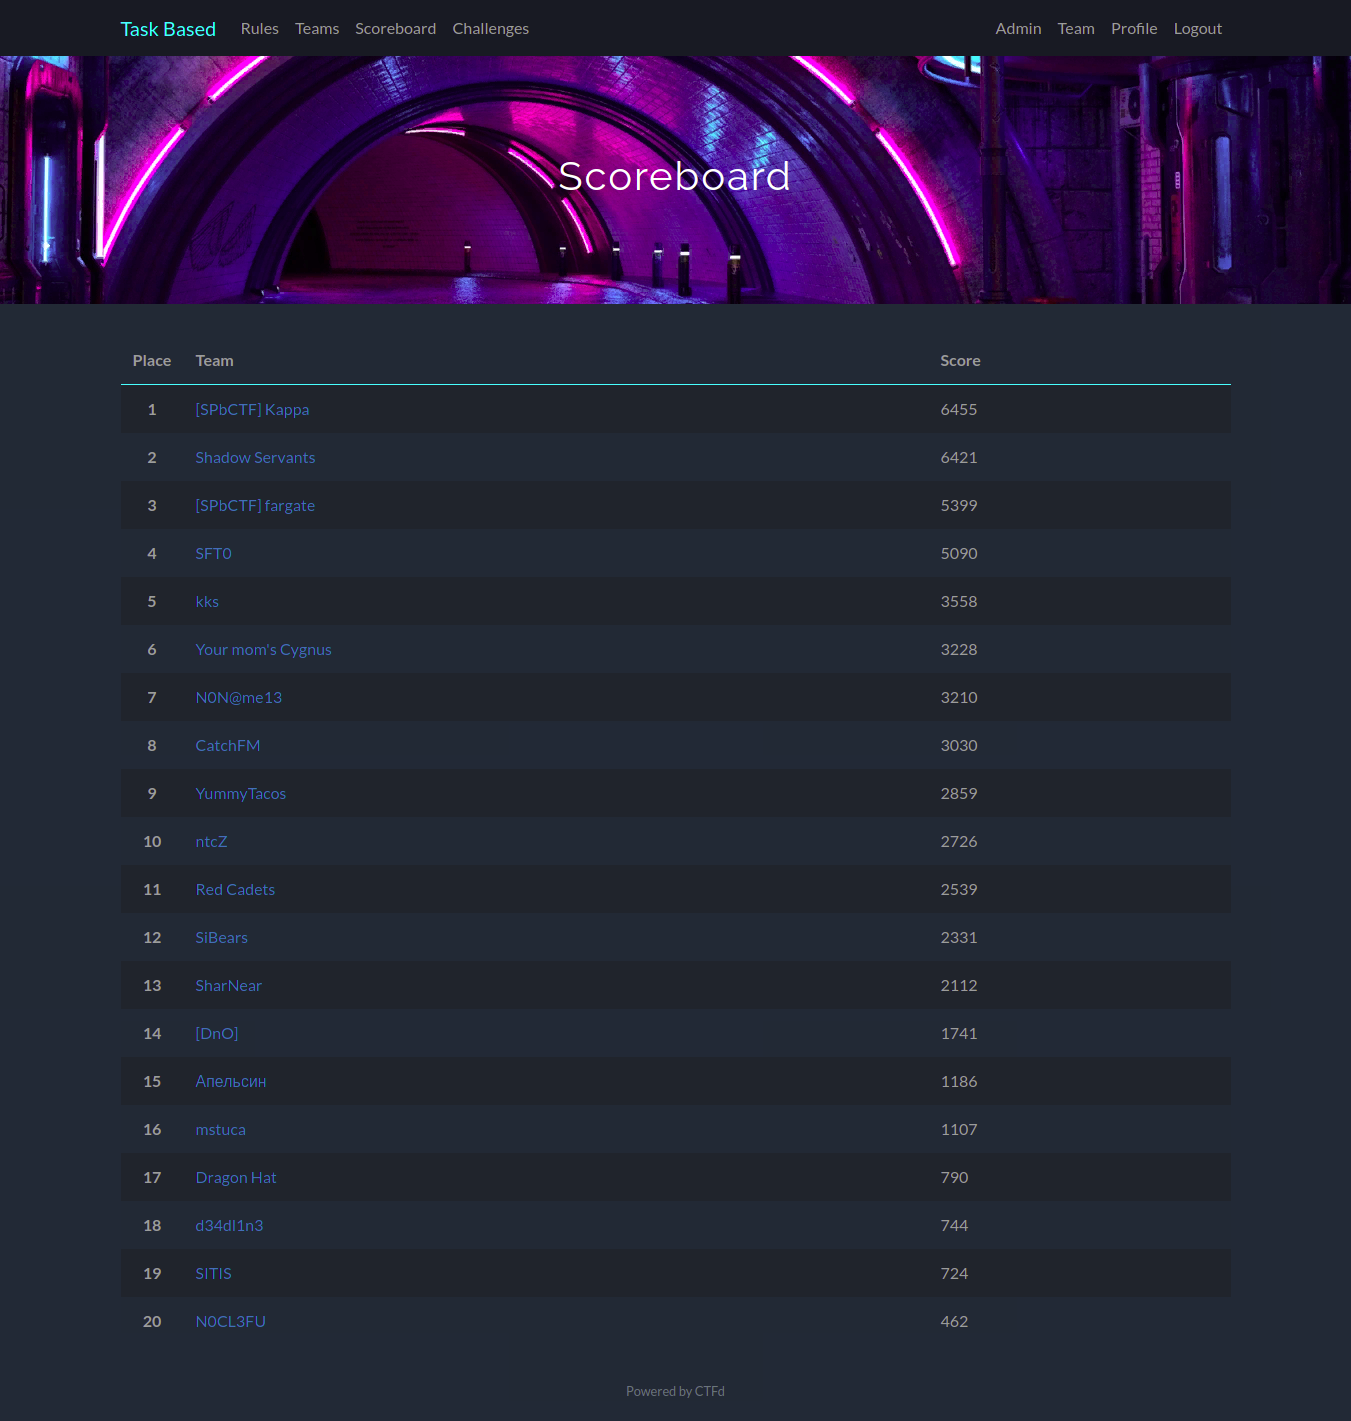 Task Based Rules Teams Scoreboard Challenges Admin Team Profile Logout
Scoreboard
Place Team Score
1 [SPbCTF] Kappa 6455
2 Shadow Servants 6421
3 [SPbCTF] fargate 5399
4 SFT0 5090
5 kks 3558
6 Your mom's Cygnus 3228
7 N0N@me13 3210
8 CatchFM 3030
9 YummyTacos 2859
10 ntcZ 2726
11 Red Cadets 2539
12 SiBears 2331
13 SharNear 2112
14 [DnO] 1741
15 Апельсин 1186
16 mstuca 1107
17 Dragon Hat 790
18 d34dl1n3 744
19 SITIS 724
20 N0CL3FU 462
Powered by CTFd